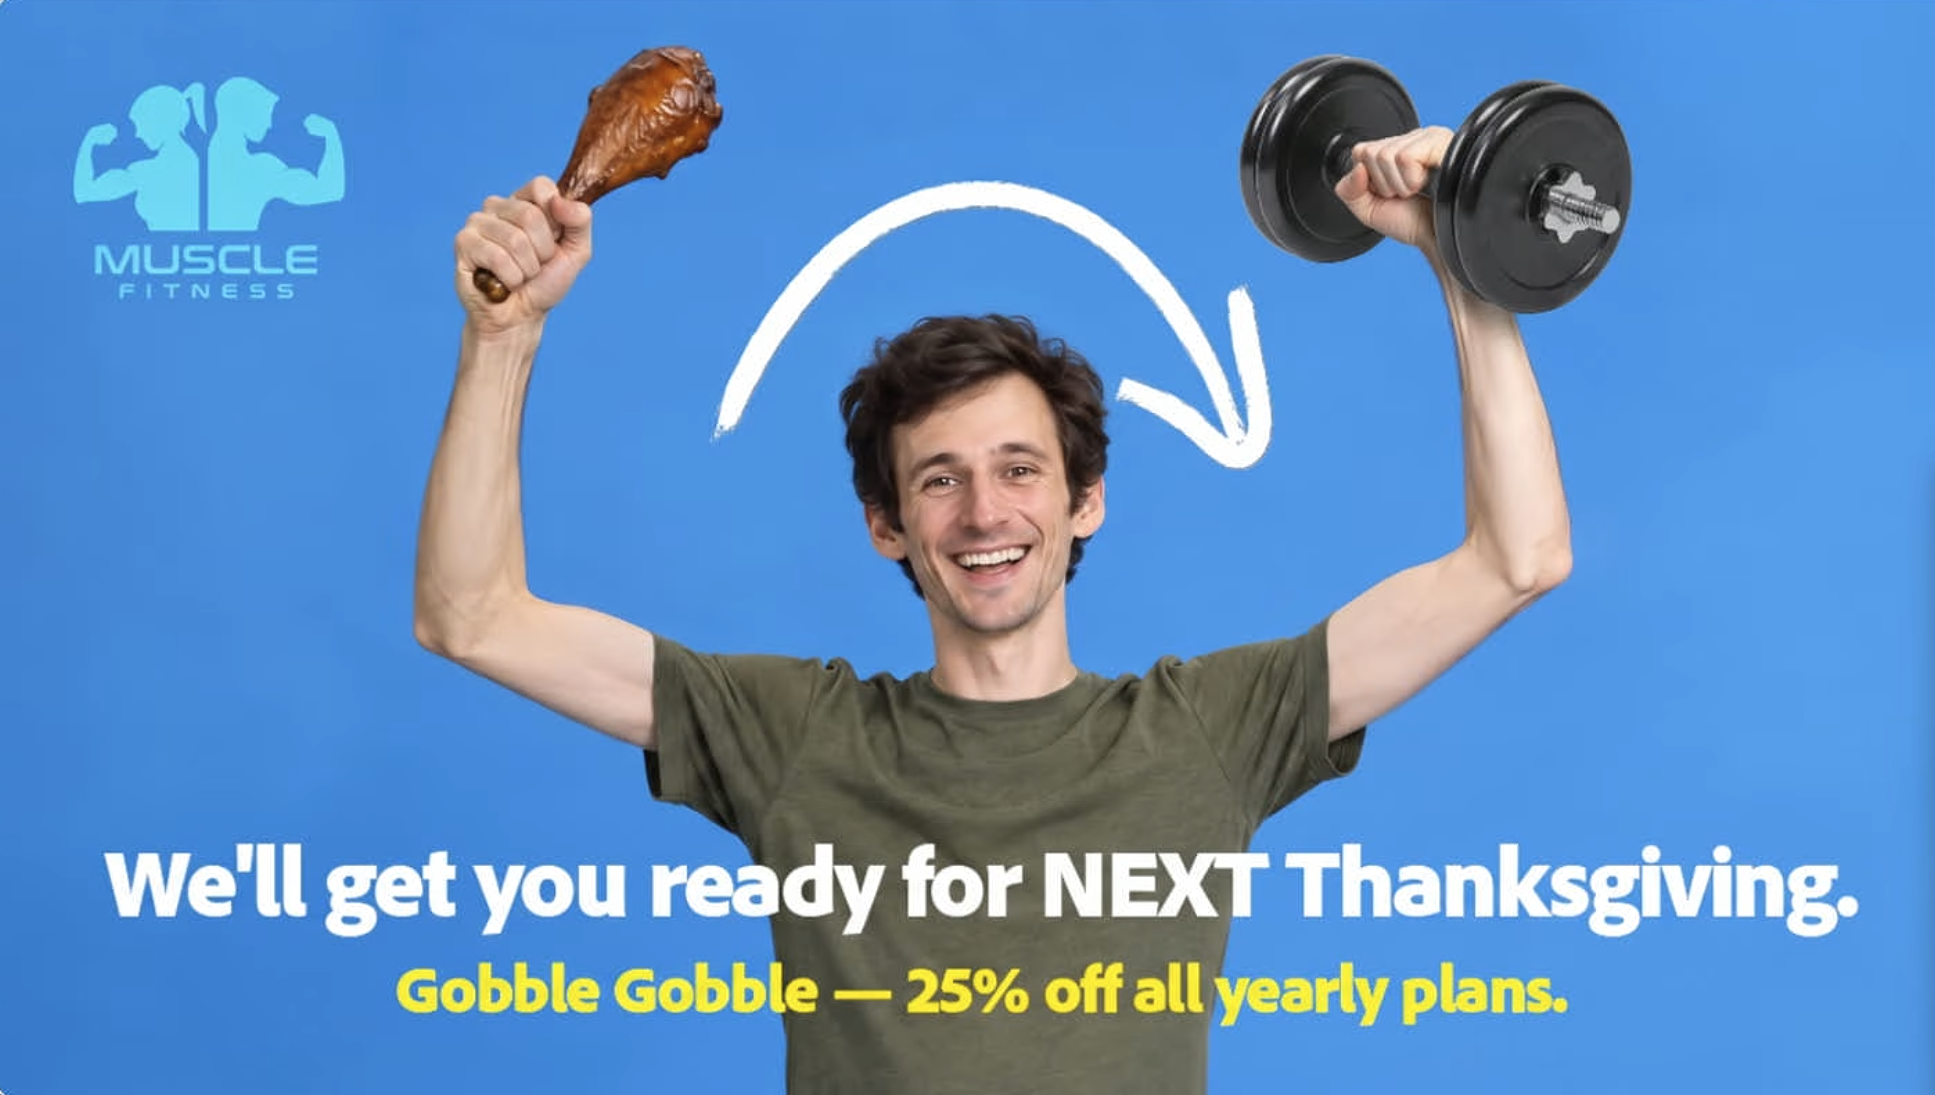 MUSCLE
FITNESS
We'll get you ready for NEXT Thanksgiving.
Gobble Gobble — 25% off all yearly plans.